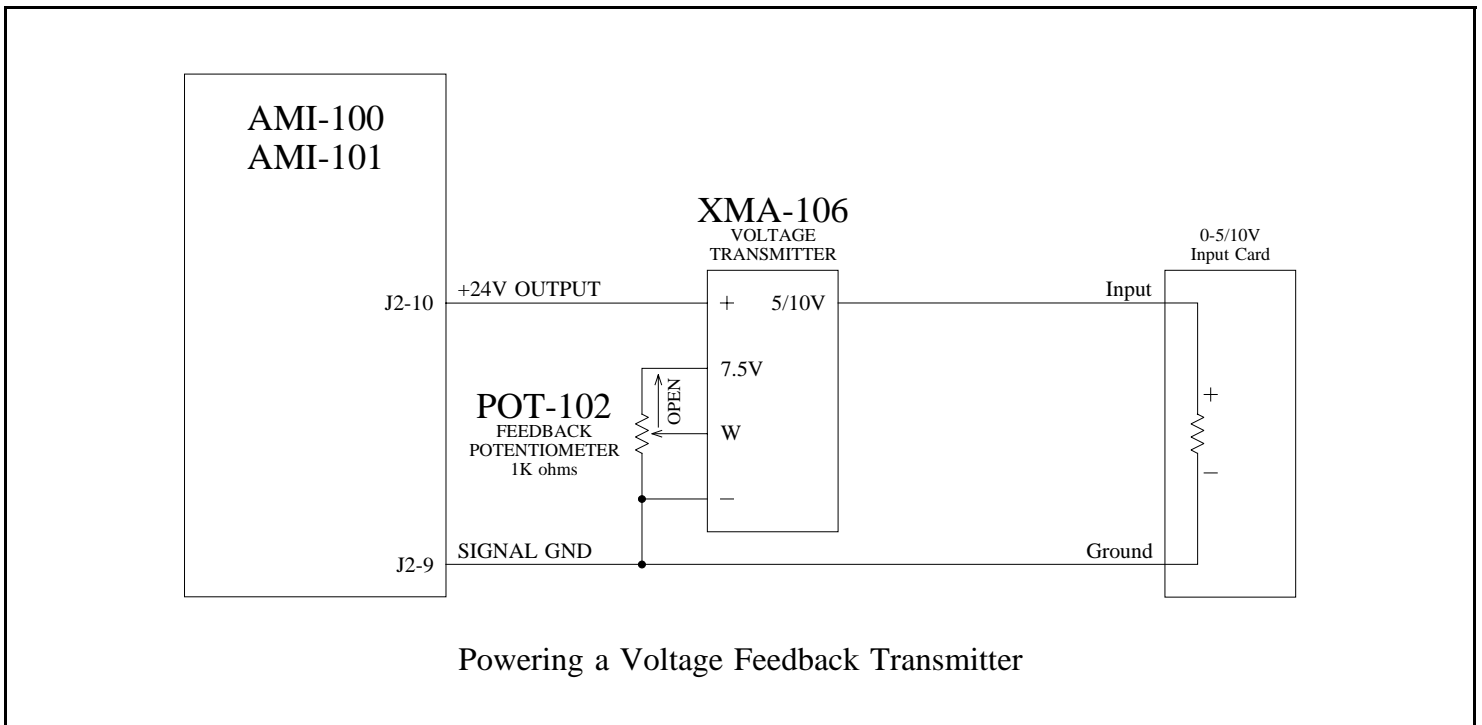 AMI-100
AMI-101
XMA-106
VOLTAGE
TRANSMITTER
0-5/10V
Input Card
J2-10
+24V OUTPUT
+
5/10V
Input
7.5V
OPEN
POT-102
FEEDBACK
POTENTIOMETER
1K ohms
W
+
−
−
J2-9
SIGNAL GND
Ground
Powering a Voltage Feedback Transmitter